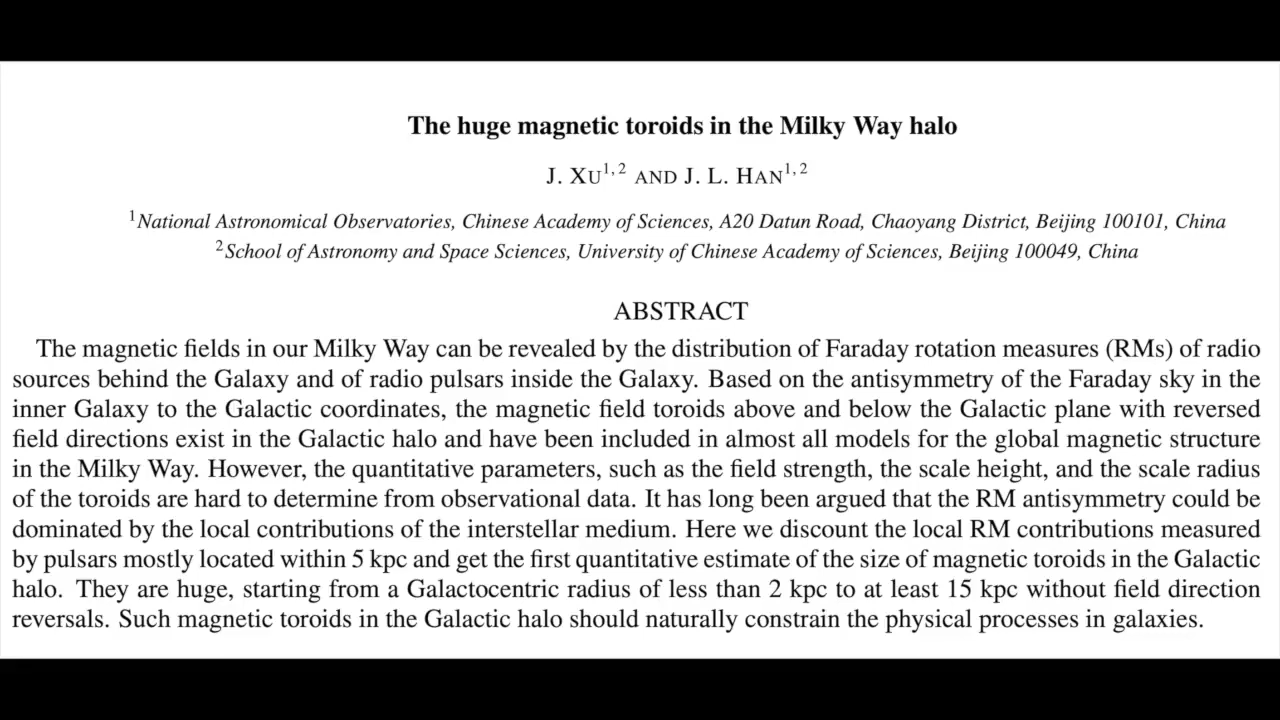 The huge magnetic toroids in the Milky Way halo
J. XU1, 2 AND J. L. HAN1, 2
1National Astronomical Observatories, Chinese Academy of Sciences, A20 Datun Road, Chaoyang District, Beijing 100101, China
2School of Astronomy and Space Sciences, University of Chinese Academy of Sciences, Beijing 100049, China
ABSTRACT
The magnetic fields in our Milky Way can be revealed by the distribution of Faraday rotation measures (RMs) of radio
sources behind the Galaxy and of radio pulsars inside the Galaxy. Based on the antisymmetry of the Faraday sky in the
inner Galaxy to the Galactic coordinates, the magnetic field toroids above and below the Galactic plane with reversed
field directions exist in the Galactic halo and have been included in almost all models for the global magnetic structure
in the Milky Way. However, the quantitative parameters, such as the field strength, the scale height, and the scale radius
of the toroids are hard to determine from observational data. It has long been argued that the RM antisymmetry could be
dominated by the local contributions of the interstellar medium. Here we discount the local RM contributions measured
by pulsars mostly located within 5 kpc and get the first quantitative estimate of the size of magnetic toroids in the Galactic
halo. They are huge, starting from a Galactocentric radius of less than 2 kpc to at least 15 kpc without field direction
reversals. Such magnetic toroids in the Galactic halo should naturally constrain the physical processes in galaxies.